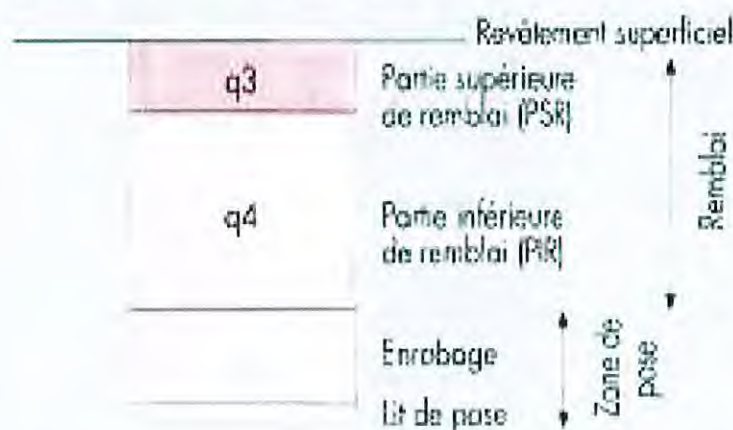 Revêtement superficiel
q3
Partie supérieure
de remblai (PSR)
q4
Partie inférieure
de remblai (PIR)
Remblai
Enrobage
Lit de pose
Zone de
pose